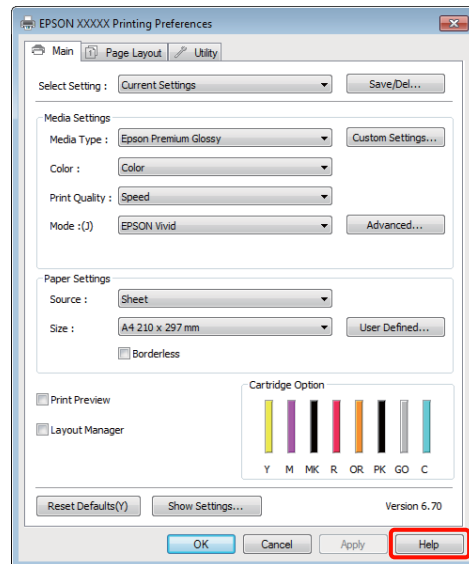 EPSON XXXXX Printing Preferences
Main
Page Layout
Utility
Select Setting : Current Settings Save/Del...
Media Settings
Media Type : Epson Premium Glossy Custom Settings...
Color : Color
Print Quality : Speed
Mode :(J) EPSON Vivid Advanced...
Paper Settings
Source : Sheet
Size : A4 210 x 297 mm User Defined...
Borderless
Print Preview
Layout Manager
Cartridge Option
Y M MK R OR PK GO C
Reset Defaults(Y) Show Settings... Version 6.70
OK Cancel Apply Help